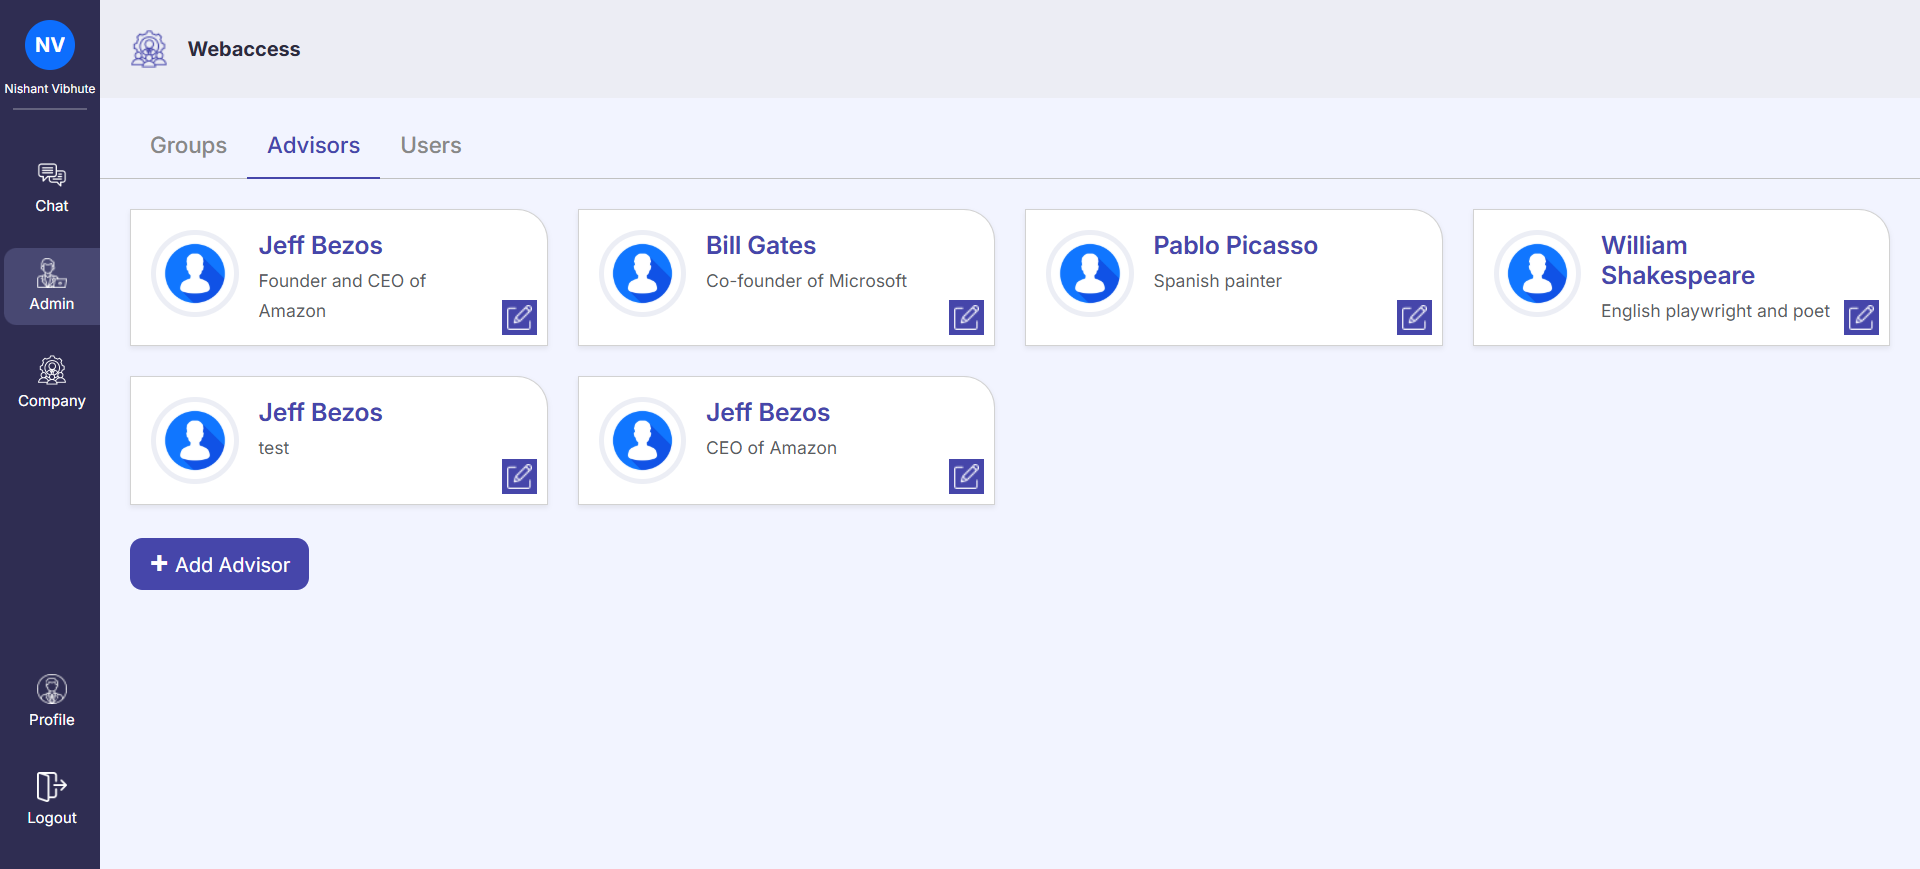 NV
Nishant Vibhute
Chat
Admin
Company
Profile
Logout
Webaccess
Groups
Advisors
Users
Jeff Bezos
Founder and CEO of
Amazon
Bill Gates
Co-founder of Microsoft
Pablo Picasso
Spanish painter
William
Shakespeare
English playwright and poet
Jeff Bezos
test
Jeff Bezos
CEO of Amazon
+ Add Advisor